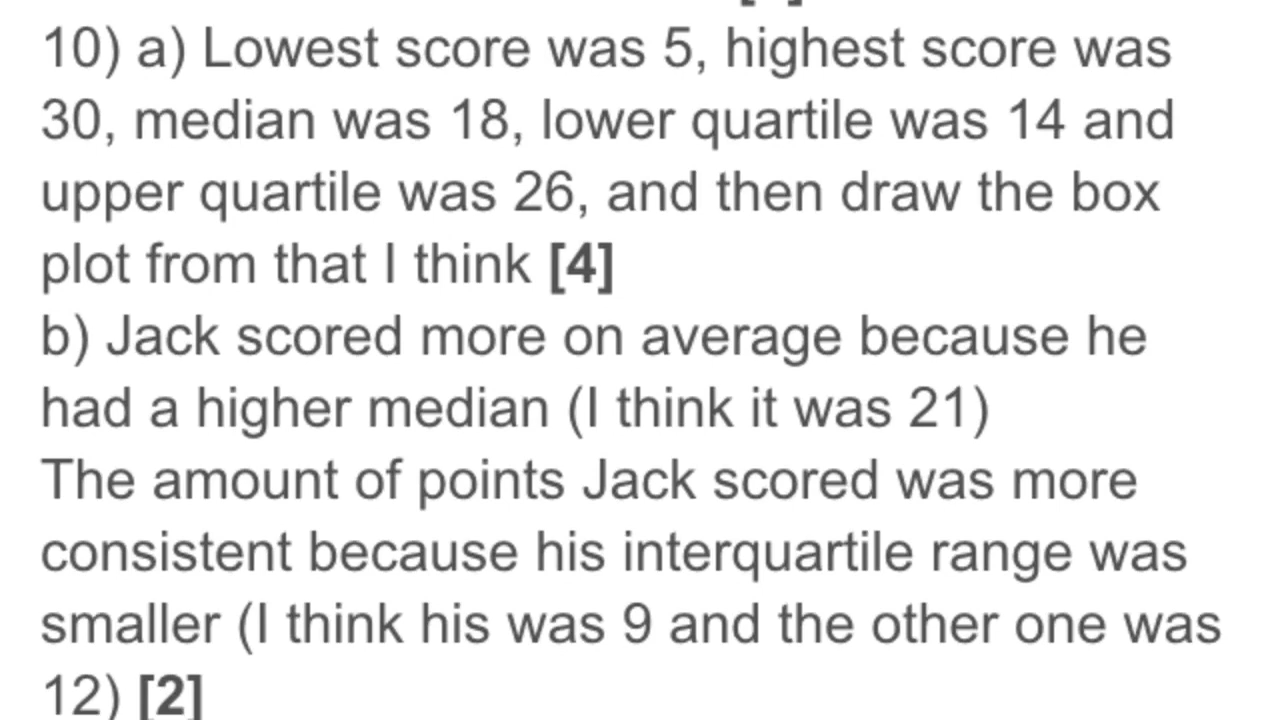 10) a) Lowest score was 5, highest score was
30, median was 18, lower quartile was 14 and
upper quartile was 26, and then draw the box
plot from that I think [4]
b) Jack scored more on average because he
had a higher median (I think it was 21)
The amount of points Jack scored was more
consistent because his interquartile range was
smaller (I think his was 9 and the other one was
12) [2]